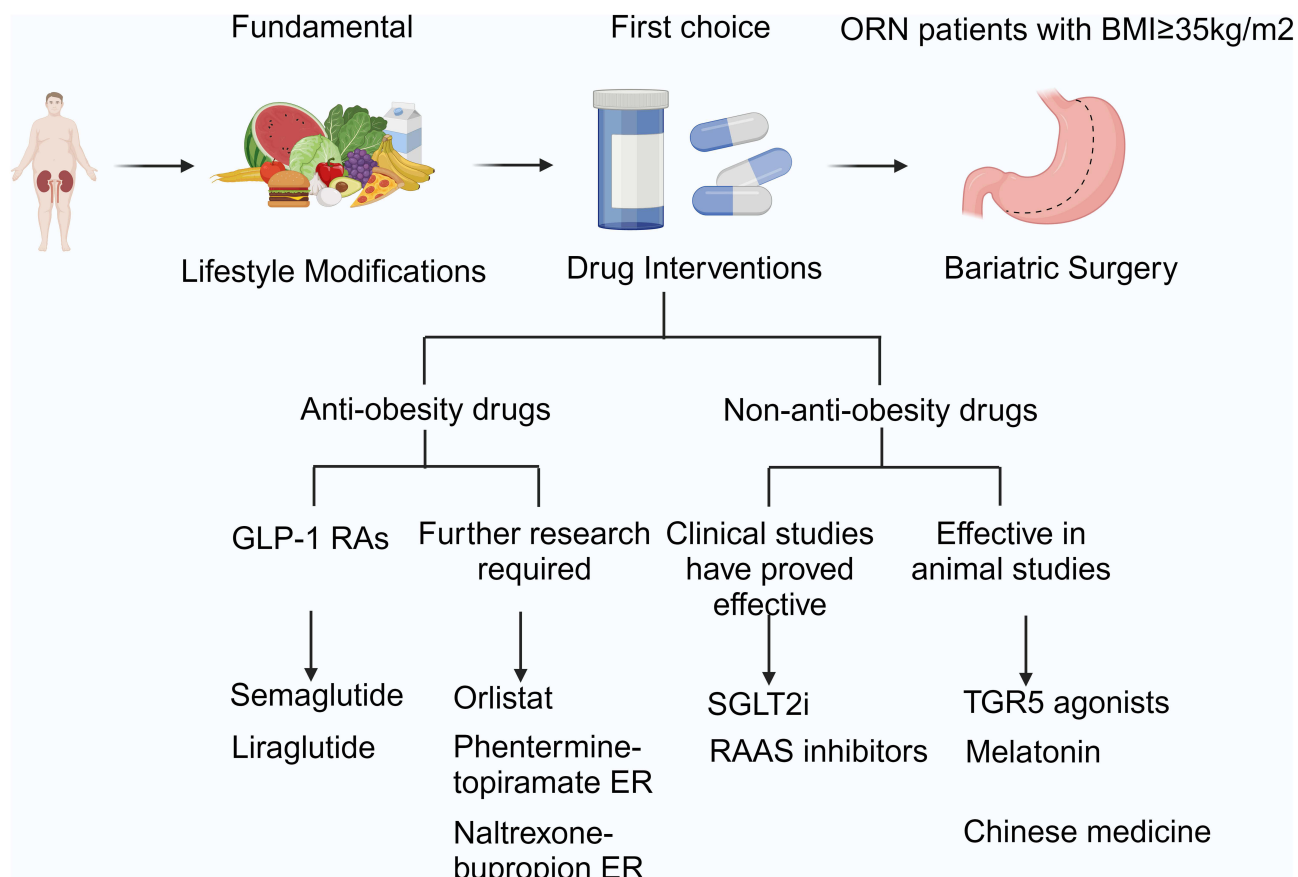 Fundamental
First choice
ORN patients with BMI≥35kg/m2
Lifestyle Modifications
Drug Interventions
Bariatric Surgery
Anti-obesity drugs
Non-anti-obesity drugs
GLP-1 RAs
Further research
required
Clinical studies
have proved
effective
Effective in
animal studies
Semaglutide
Liraglutide
Orlistat
Phentermine-
topiramate ER
Naltrexone-
bupropion ER
SGLT2i
RAAS inhibitors
TGR5 agonists
Melatonin
Chinese medicine